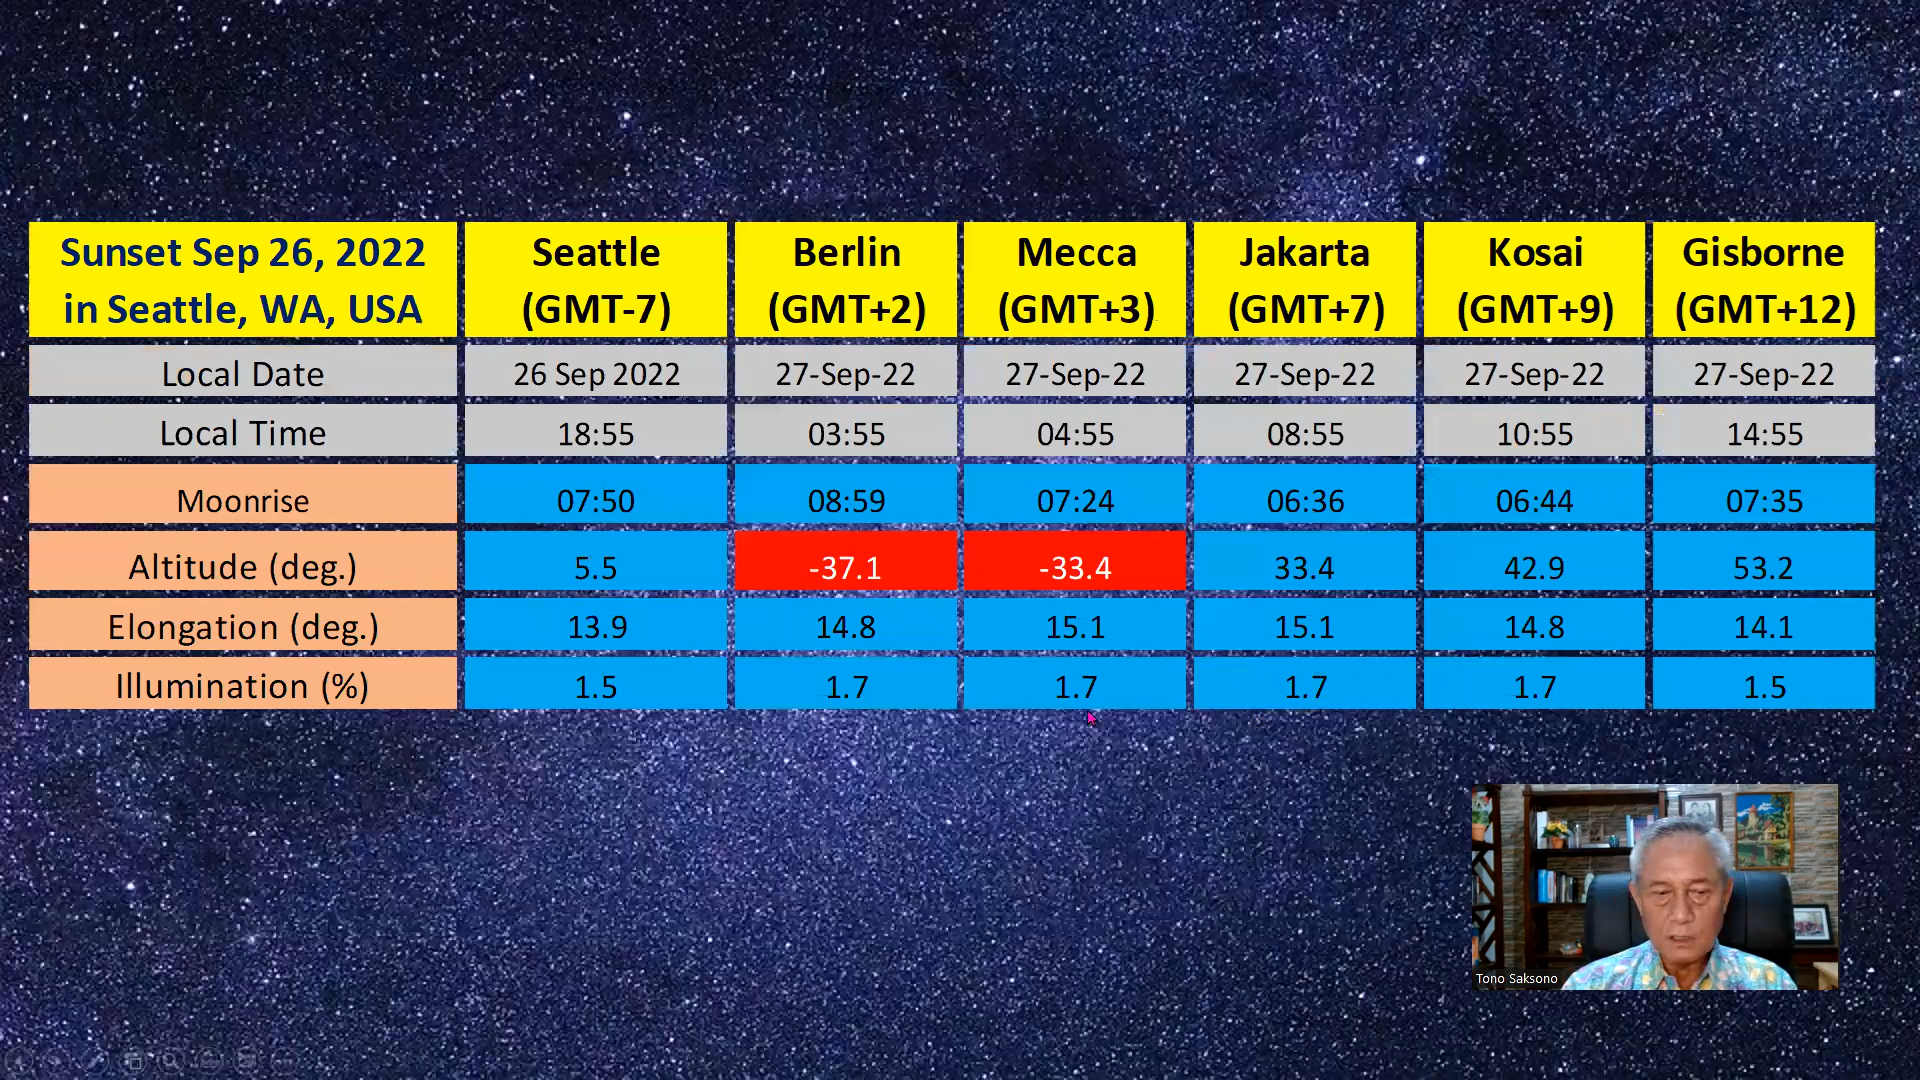 Sunset Sep 26, 2022 in Seattle, WA, USA Seattle (GMT-7) Berlin (GMT+2) Mecca (GMT+3) Jakarta (GMT+7) Kosai (GMT+9) Gisborne (GMT+12)
Local Date 26 Sep 2022 27-Sep-22 27-Sep-22 27-Sep-22 27-Sep-22 27-Sep-22
Local Time 18:55 03:55 04:55 08:55 10:55 14:55
Moonrise 07:50 08:59 07:24 06:36 06:44 07:35
Altitude (deg.) 5.5 -37.1 -33.4 33.4 42.9 53.2
Elongation (deg.) 13.9 14.8 15.1 15.1 14.8 14.1
Illumination (%) 1.5 1.7 1.7 1.7 1.7 1.5
Tono Saksono